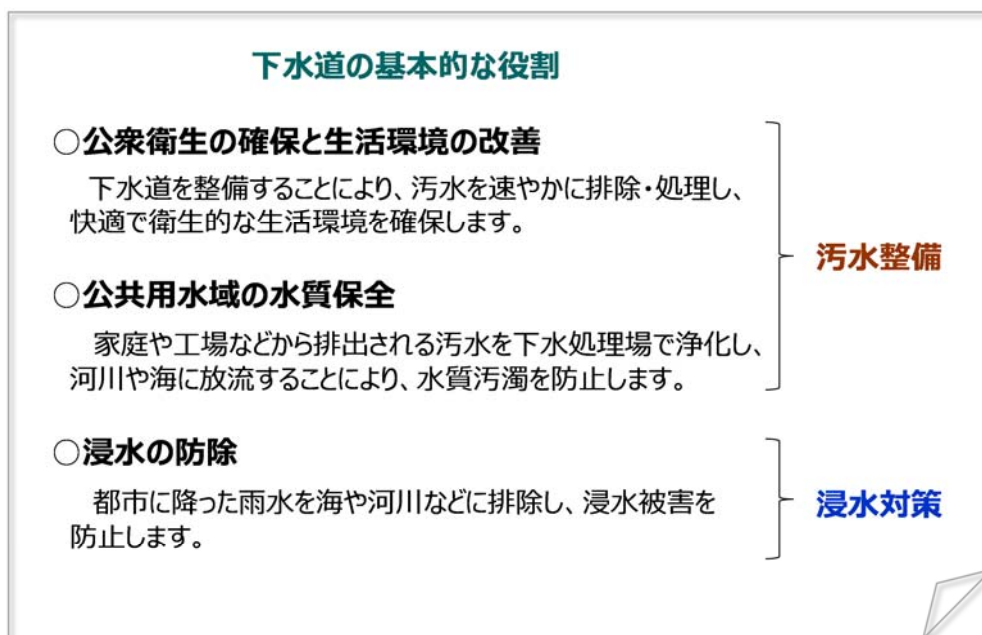 下水道の基本的な役割
○公衆衛生の確保と生活環境の改善
下水道を整備することにより、汚水を速やかに排除・処理し、
快適で衛生的な生活環境を確保します。
汚水整備
○公共用水域の水質保全
家庭や工場などから排出される汚水を下水処理場で浄化し、
河川や海に放流することにより、水質汚濁を防止します。
○浸水の防除
都市に降った雨水を海や河川などに排除し、浸水被害を
防止します。
浸水対策